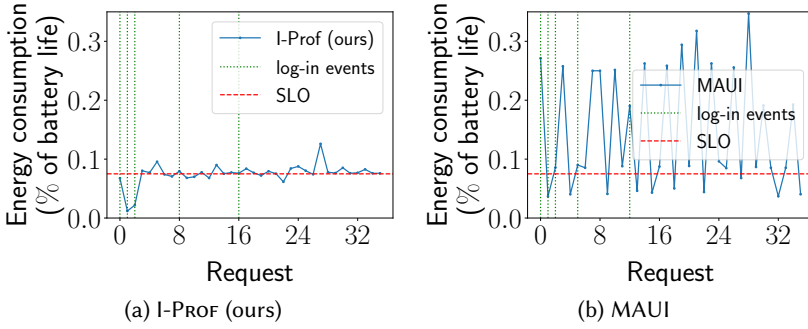 Energy consumption
(% of battery life)
0.3
0.2
0.1
0.0
I-Prof (ours)
log-in events
SLO
0
8
16
24
32
Request
(a) I-Prof (ours)
Energy consumption
(% of battery life)
0.3
0.2
0.1
0.0
MAUI
log-in events
SLO
0
8
16
24
32
Request
(b) MAUI